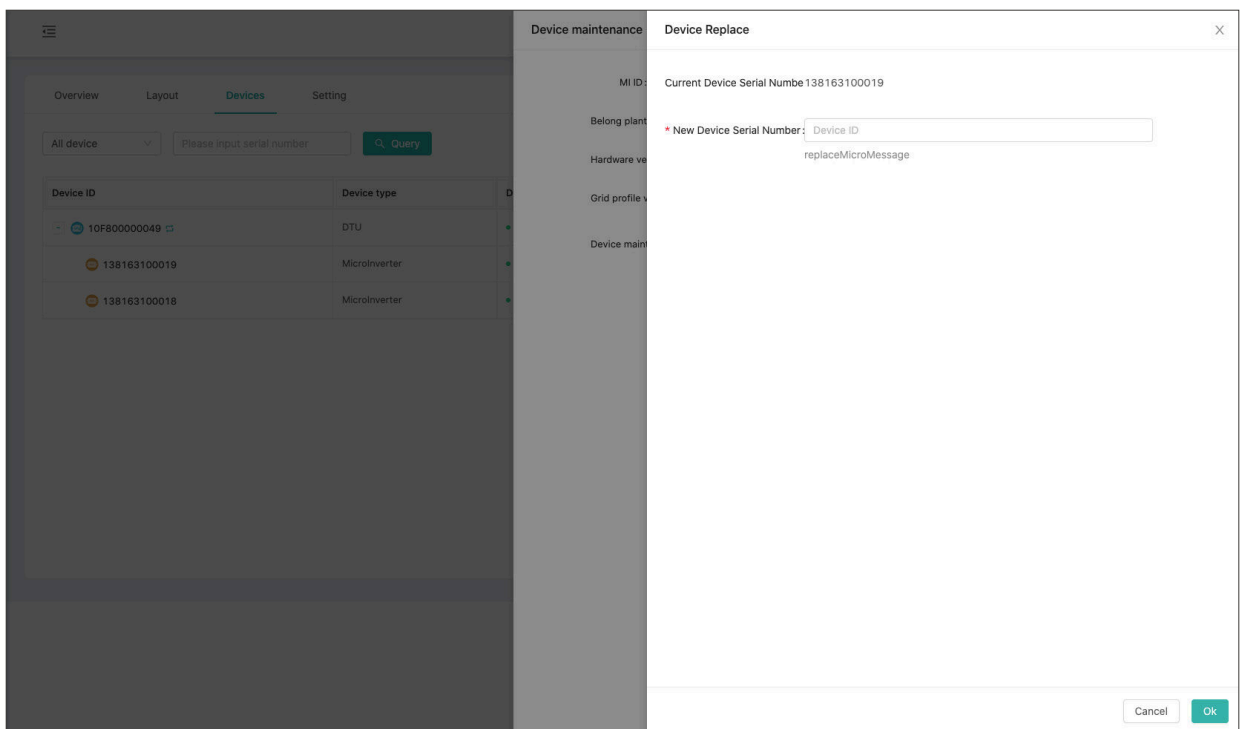 Device maintenance
Device Replace
Overview Layout Devices Setting
MI ID :
Current Device Serial Numbe 138163100019
Belong plant
* New Device Serial Number: Device ID
All device Please input serial number Query
replaceMicroMessage
Hardware ve
Device ID Device type D
Grid profile v
10F800000049 DTU
Device maint
138163100019 MicroInverter
138163100018 MicroInverter
Cancel Ok